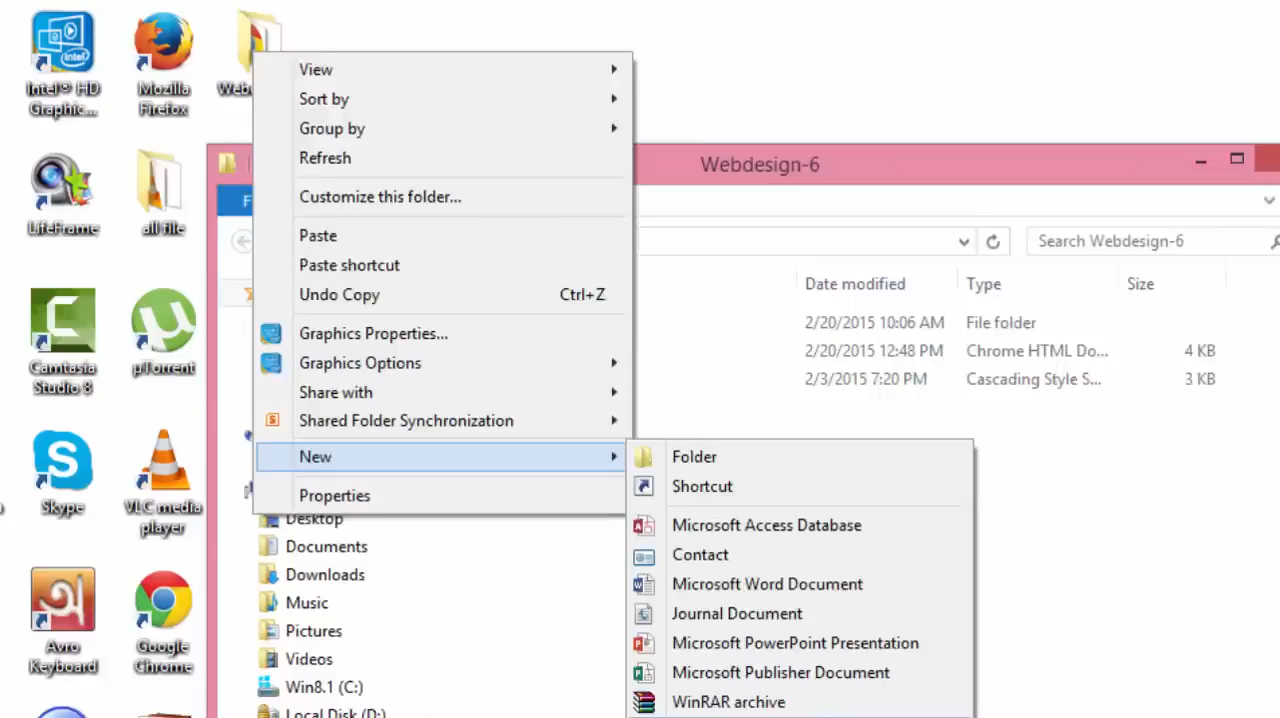 Intel® HD
Graphic...
Mozilla
Firefox
LifeFrame
all file
Camtasia
Studio 8
µTorrent
Skype
VLC media
player
Avro
Keyboard
Google
Chrome
View
Sort by
Group by
Refresh
Customize this folder...
Paste
Paste shortcut
Undo Copy Ctrl+Z
Graphics Properties...
Graphics Options
Share with
Shared Folder Synchronization
New
Properties
Webdesign-6
Search Webdesign-6
Date modified Type Size
2/20/2015 10:06 AM File folder
2/20/2015 12:48 PM Chrome HTML Do... 4 KB
2/3/2015 7:20 PM Cascading Style S... 3 KB
Desktop
Documents
Downloads
Music
Pictures
Videos
Win8.1 (C:)
Local Disk (D:)
Folder
Shortcut
Microsoft Access Database
Contact
Microsoft Word Document
Journal Document
Microsoft PowerPoint Presentation
Microsoft Publisher Document
WinRAR archive